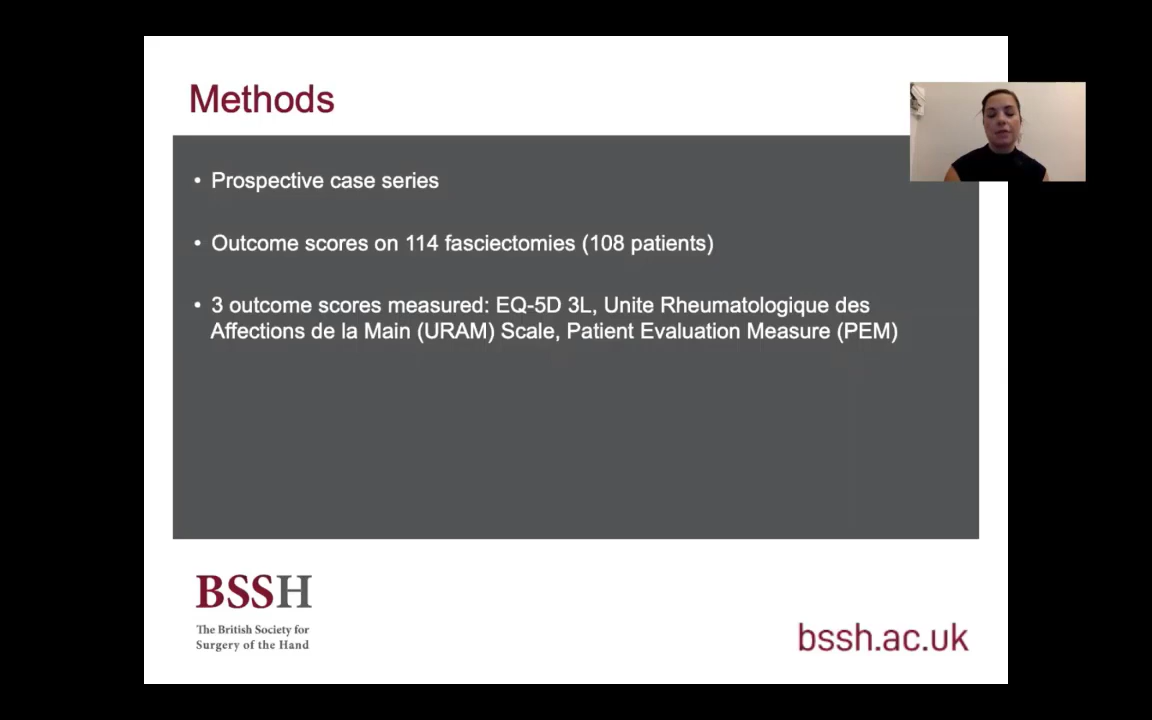 Methods
• Prospective case series
• Outcome scores on 114 fasciectomies (108 patients)
• 3 outcome scores measured: EQ-5D 3L, Unite Rheumatologique des
Affections de la Main (URAM) Scale, Patient Evaluation Measure (PEM)
BSSH
The British Society for
Surgery of the Hand
bssh.ac.uk